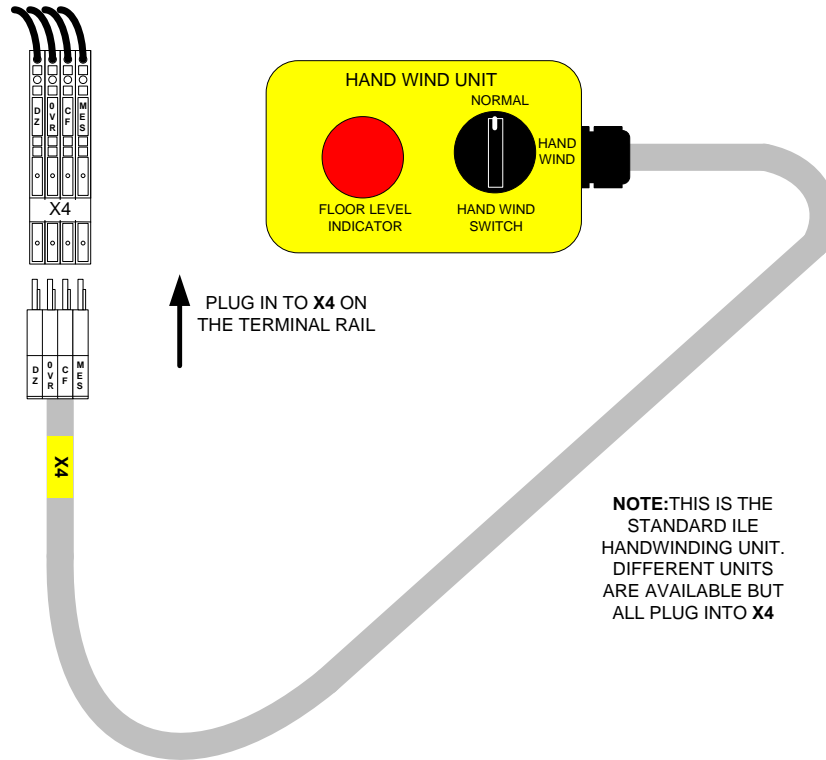 DZ 0VR CF MES
X4
HAND WIND UNIT
NORMAL
HAND
WIND
FLOOR LEVEL
INDICATOR
HAND WIND
SWITCH
PLUG IN TO X4 ON
THE TERMINAL RAIL
DZ 0VR CF MES
X4
NOTE:THIS IS THE
STANDARD ILE
HANDWINDING UNIT.
DIFFERENT UNITS
ARE AVAILABLE BUT
ALL PLUG INTO X4